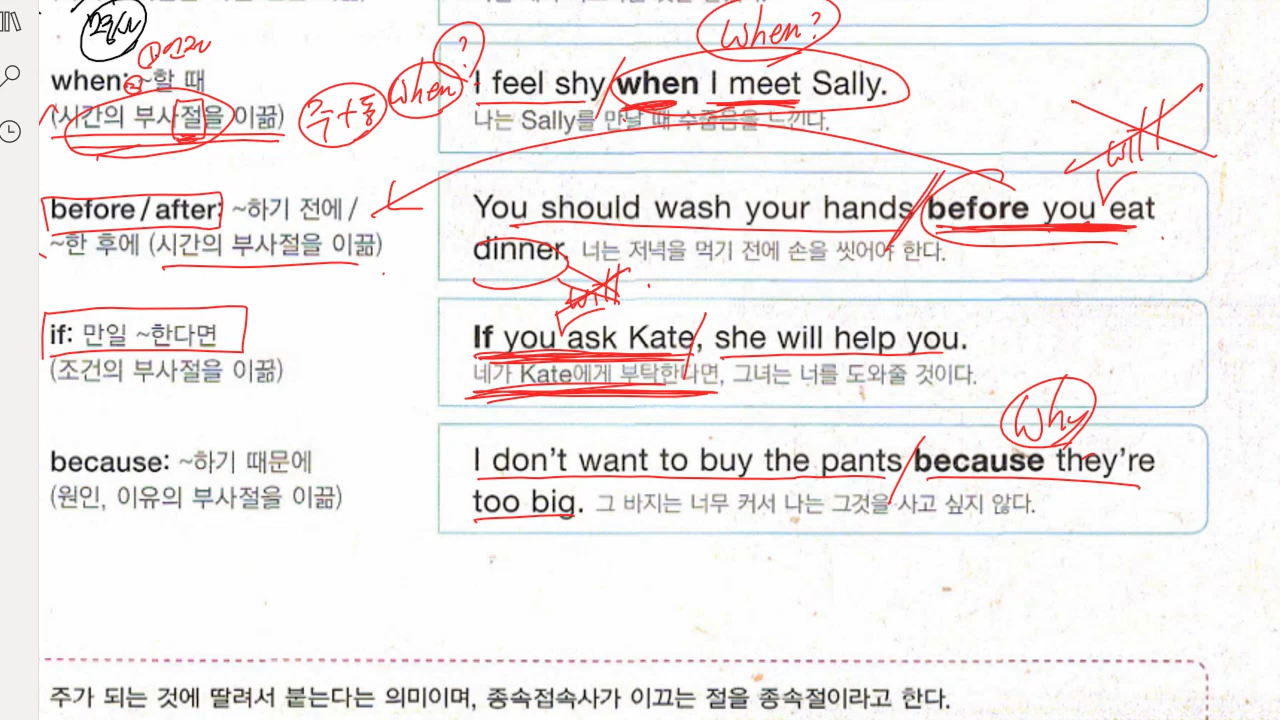 when?
① 언제
when: ② ~할 때
(시간의 부사절을 이끎)
주+동
when?
I feel shy when I meet Sally.
나는 Sally를 만날 때 수줍음을 느낀다.
will
before / after: ~하기 전에 /
~한 후에 (시간의 부사절을 이끎)
You should wash your hands before you eat
dinner. 너는 저녁을 먹기 전에 손을 씻어야 한다.
will
if: 만일 ~한다면
(조건의 부사절을 이끎)
If you ask Kate, she will help you.
네가 Kate에게 부탁한다면, 그녀는 너를 도와줄 것이다.
Why
because: ~하기 때문에
(원인, 이유의 부사절을 이끎)
I don't want to buy the pants because they're
too big. 그 바지는 너무 커서 나는 그것을 사고 싶지 않다.
주가 되는 것에 딸려서 붙는다는 의미이며, 종속접속사가 이끄는 절을 종속절이라고 한다.